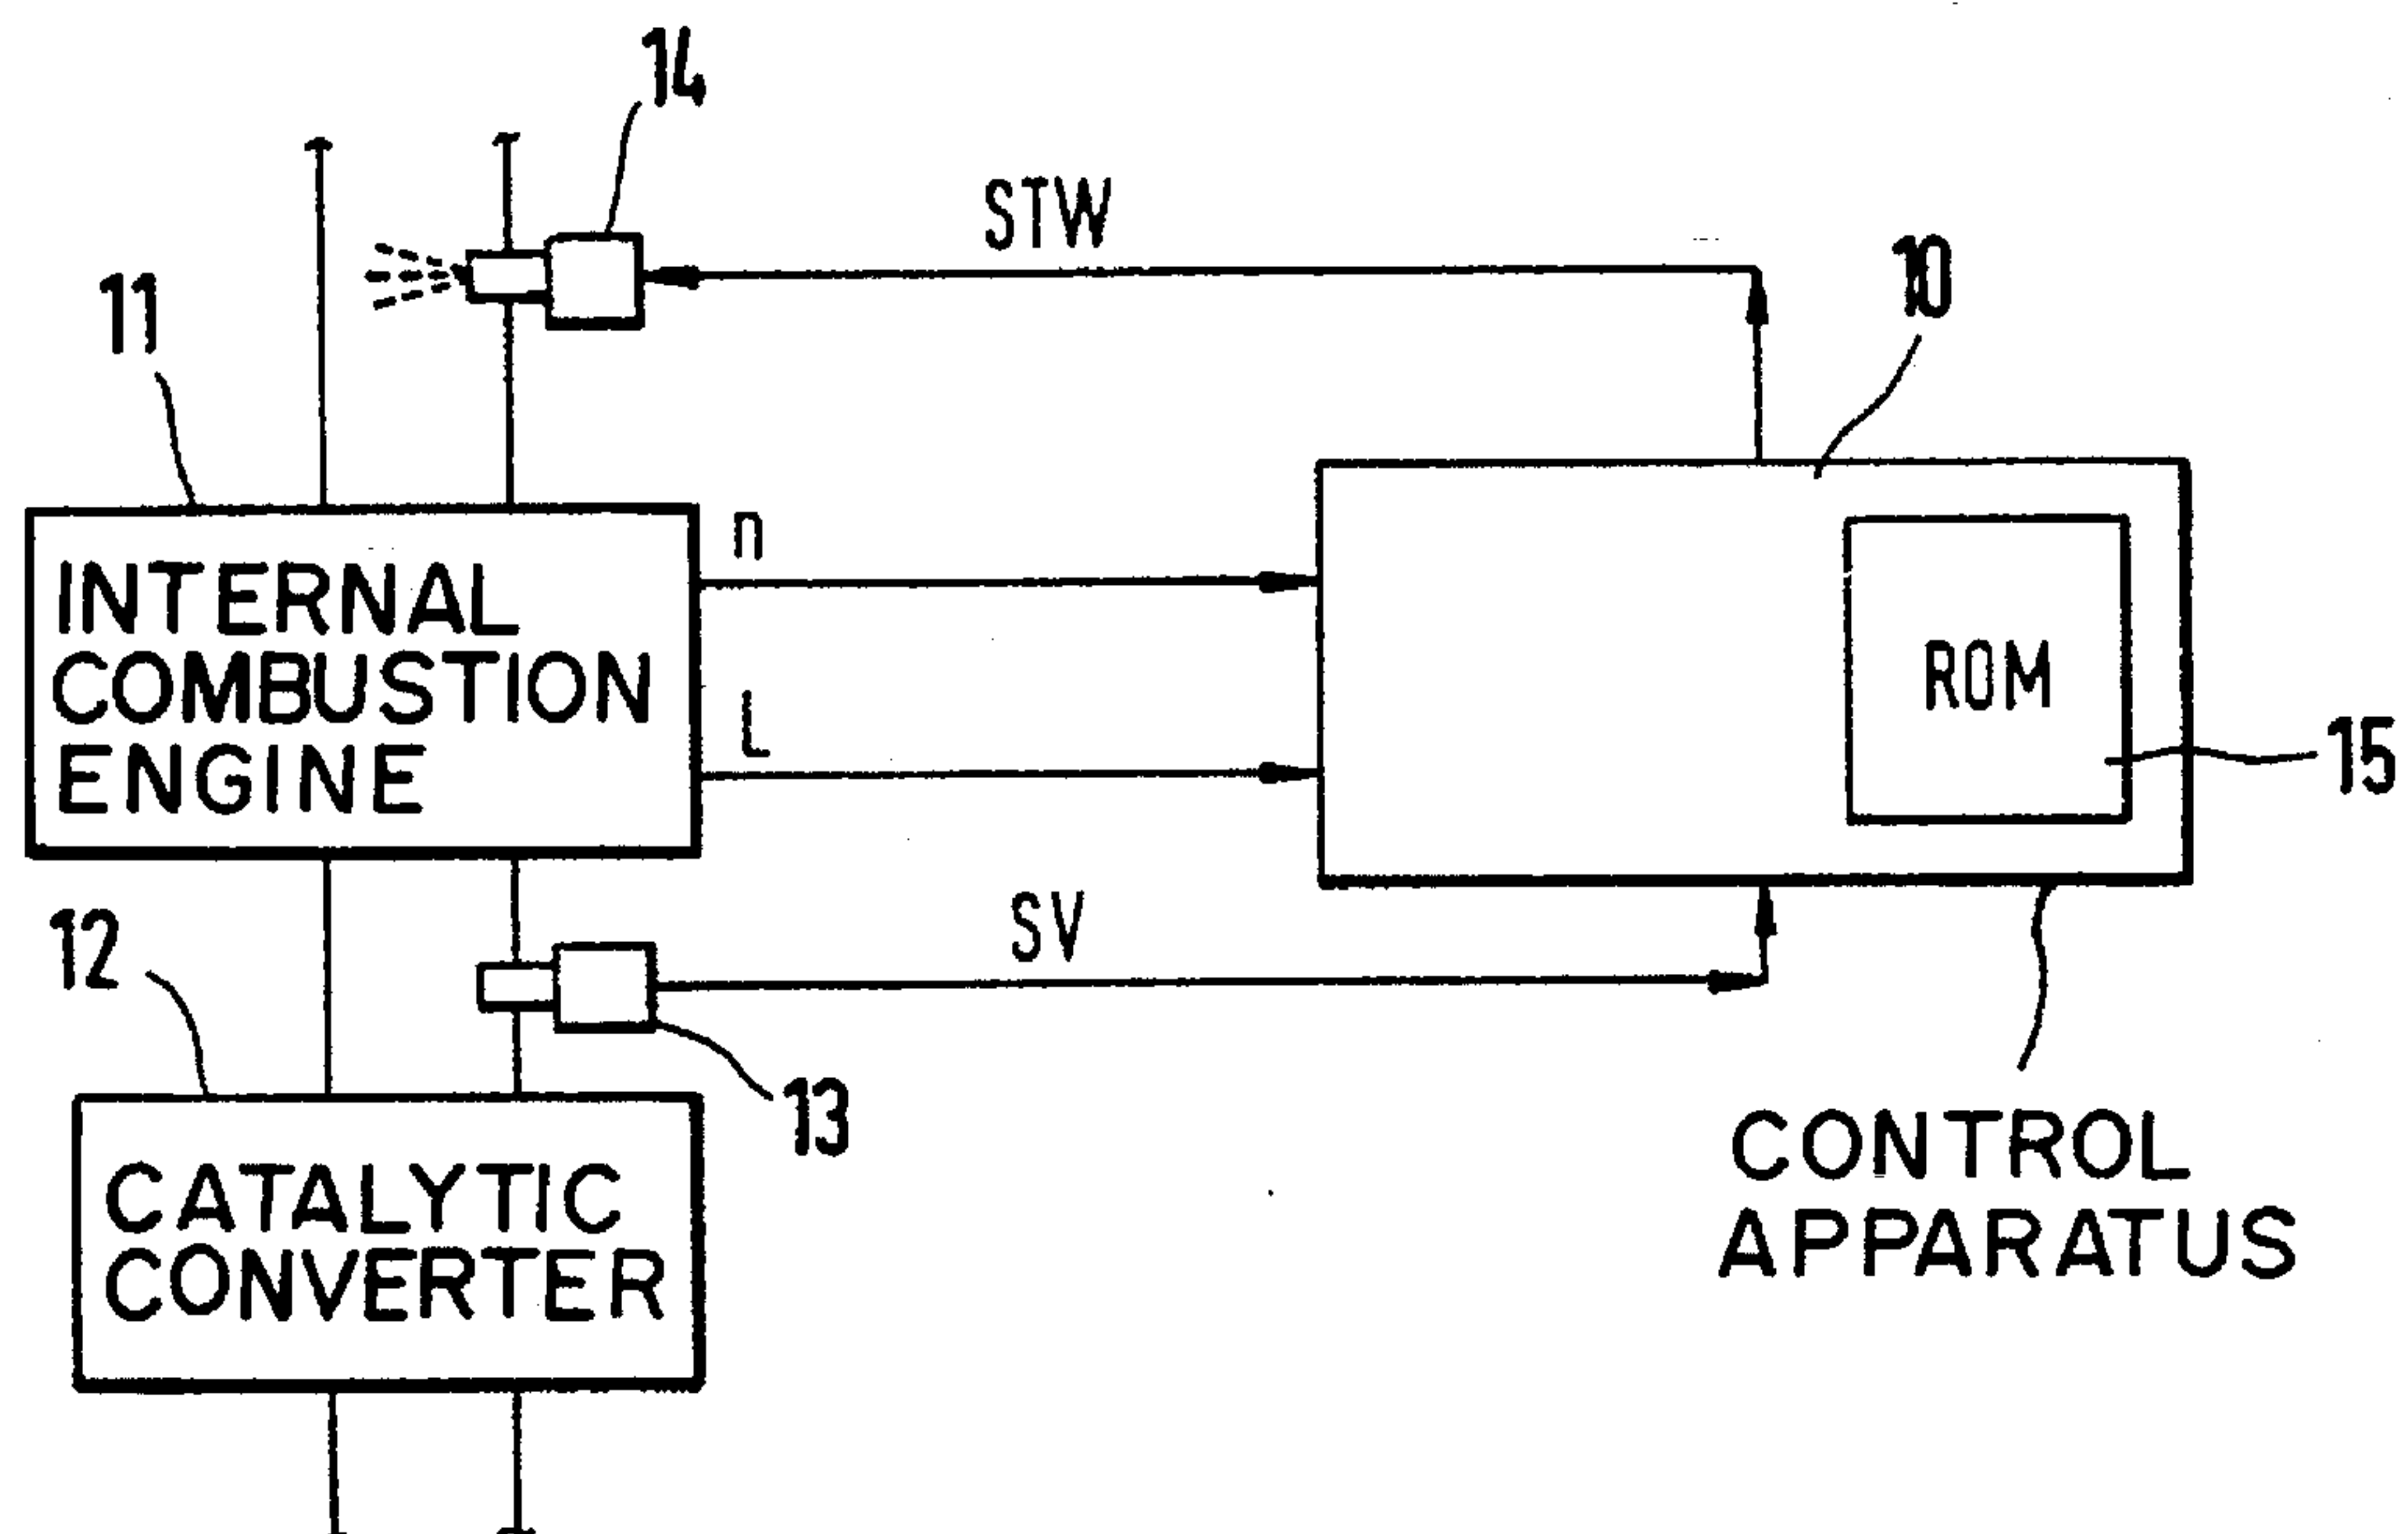 14
STW
10
11
n
INTERNAL
COMBUSTION
ENGINE
ROM
L
15
SV
12
13
CATALYTIC
CONVERTER
CONTROL
APPARATUS